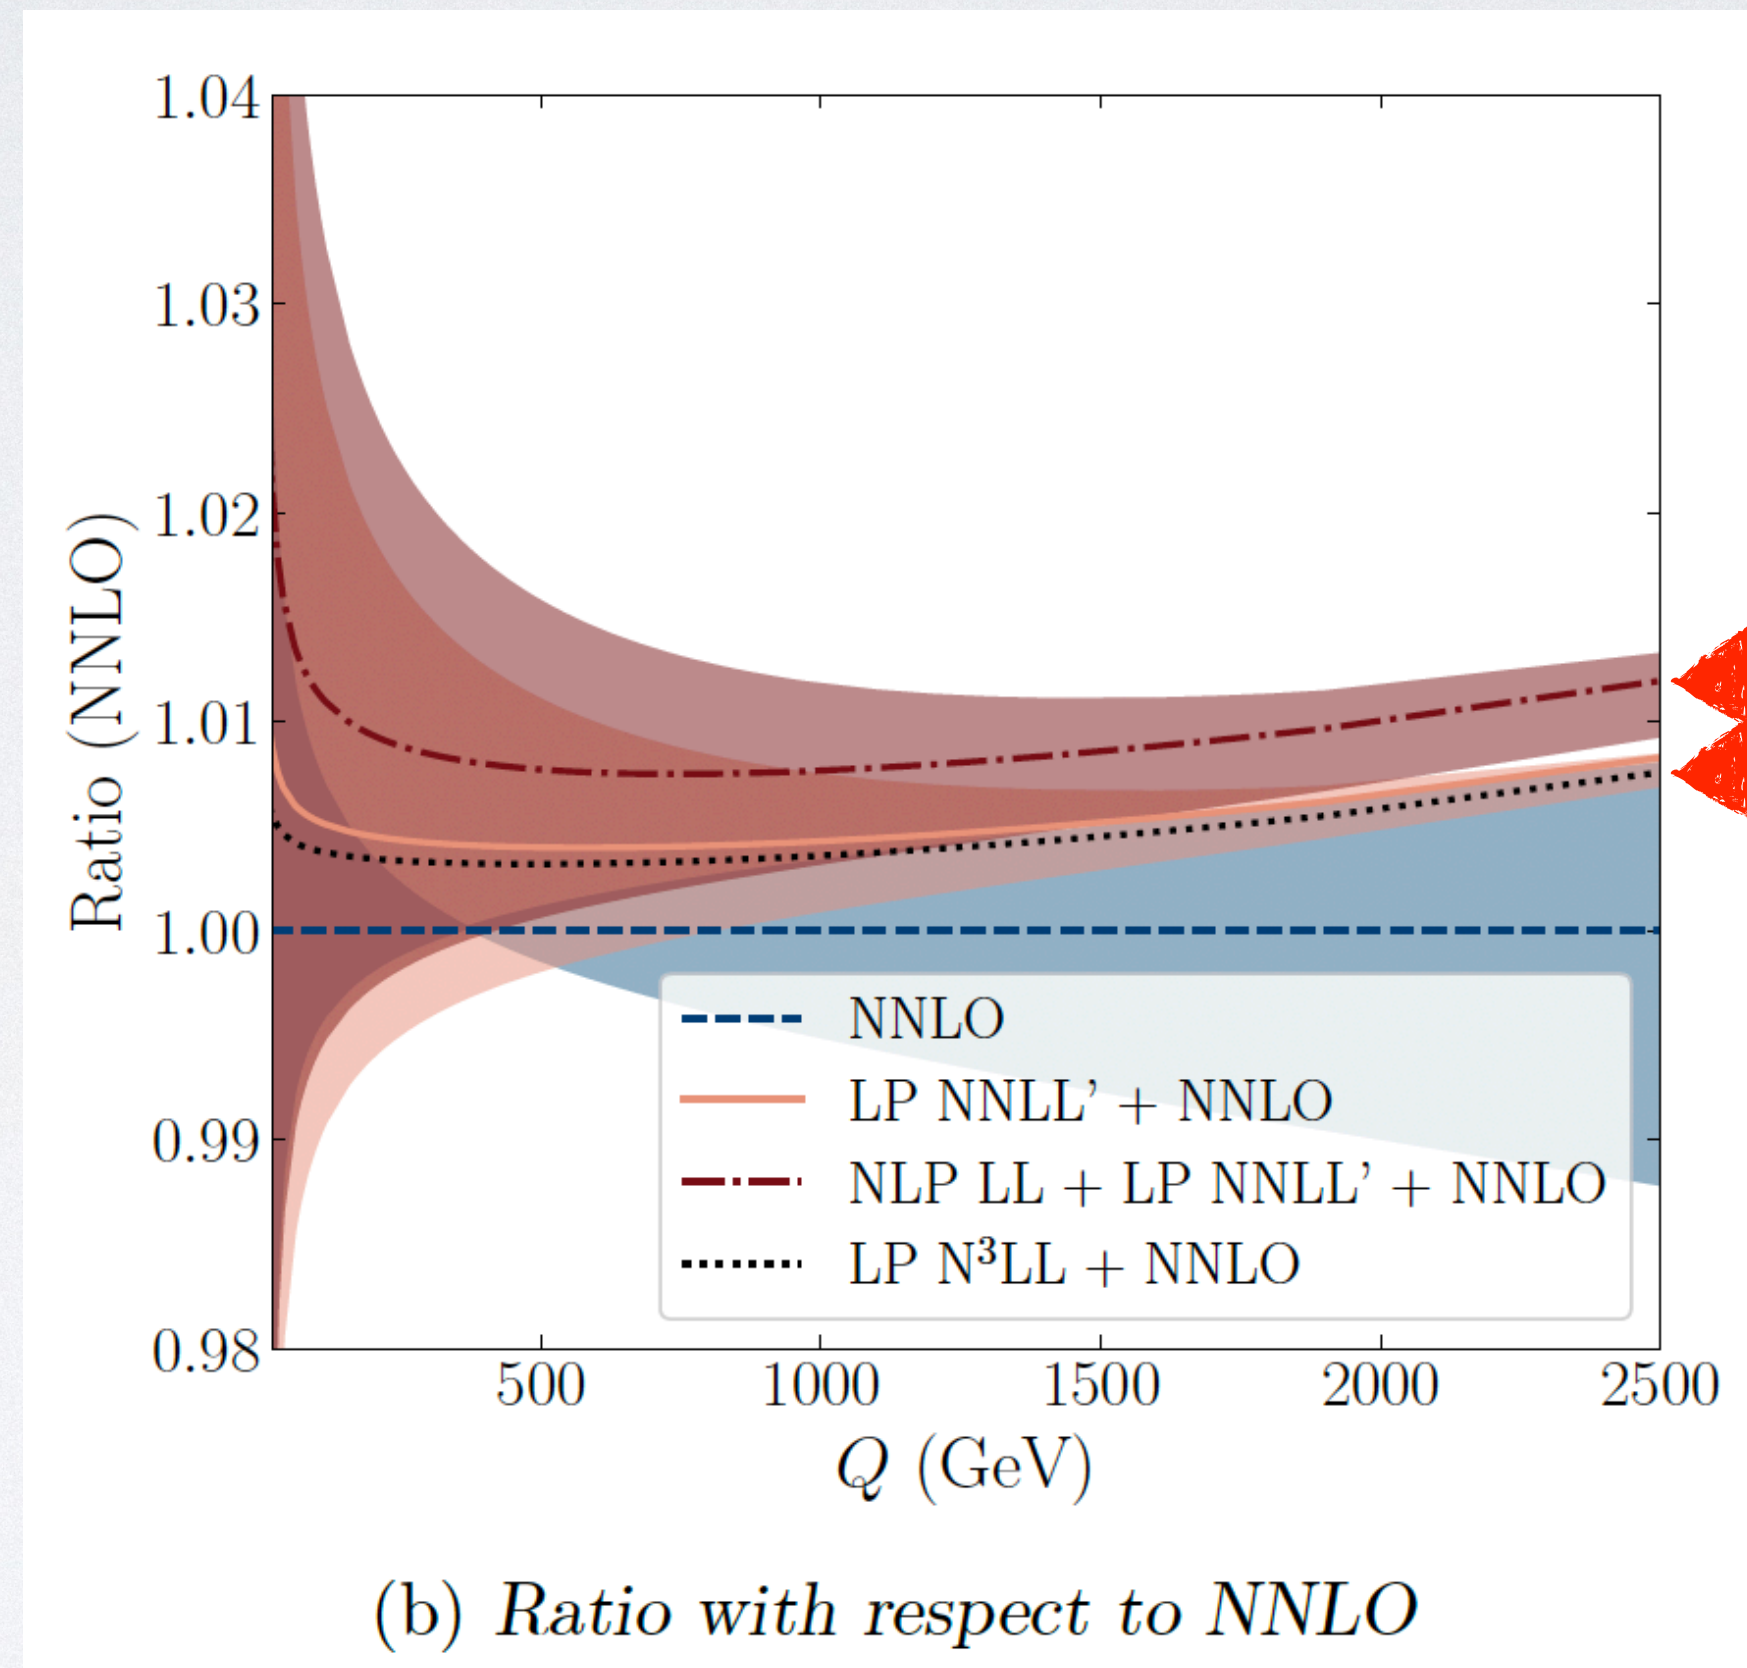 1.04
1.03
1.02
1.01
1.00
0.99
0.98
Ratio (NNLO)
NNLO
LP NNLL’ + NNLO
NLP LL + LP NNLL’ + NNLO
LP N³LL + NNLO
500 1000 1500 2000 2500
Q (GeV)
(b) Ratio with respect to NNLO